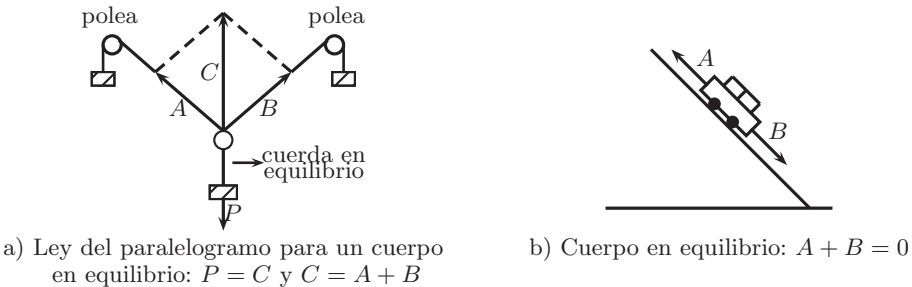 polea
polea
C
A
B
cuerda en
equilibrio
P
a) Ley del paralelogramo para un cuerpo
en equilibrio: P = C y C = A + B
A
B
b) Cuerpo en equilibrio: A + B = 0